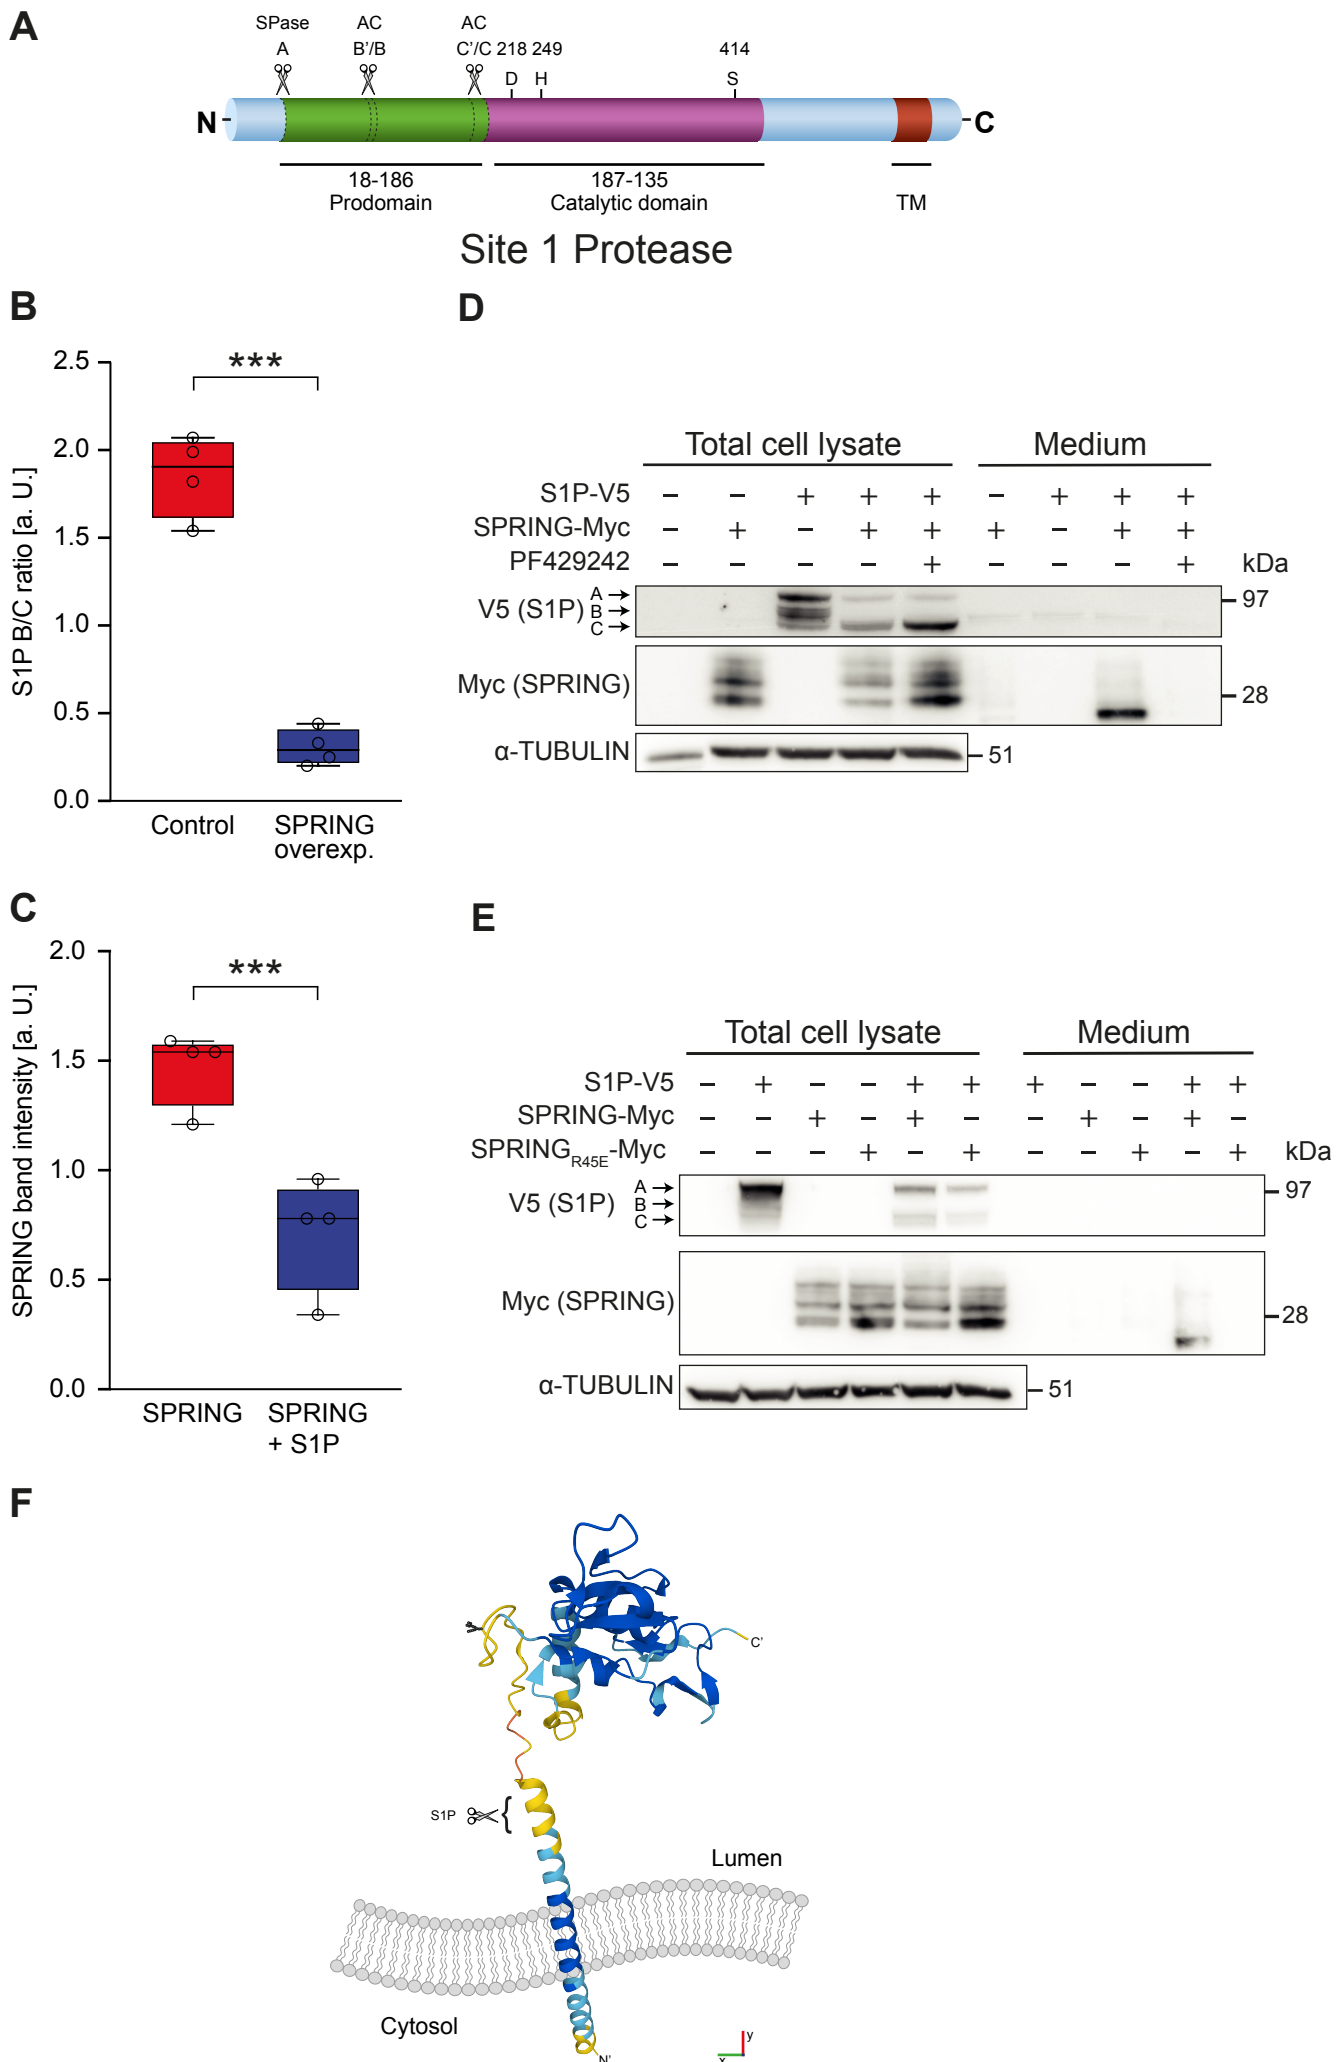 A
SPase AC AC
A B'/B C'/C 218 249 414
D H S
N C
18-186 187-135
Prodomain Catalytic domain TM
Site 1 Protease
B
S1P B/C ratio [a. U.]
2.5
2.0
1.5
1.0
0.5
0.0
***
Control SPRING
overexp.
C
SPRING band intensity [a. U.]
2.0
1.5
1.0
0.5
0.0
***
SPRING SPRING
+ S1P
D
Total cell lysate Medium
S1P-V5 – – + + + – + + +
SPRING-Myc – + – + + + – + +
PF429242 – – – – + – – – + kDa
V5 (S1P) A B C 97
Myc (SPRING) 28
α-TUBULIN 51
E
Total cell lysate Medium
S1P-V5 – + – – + + + – – + +
SPRING-Myc – – + – + – – + – + –
SPRINGR45E-Myc – – – + – + – – + – + kDa
V5 (S1P) A B C 97
Myc (SPRING) 28
α-TUBULIN 51
F
C'
S1P {
Lumen
Cytosol
N'
y
x